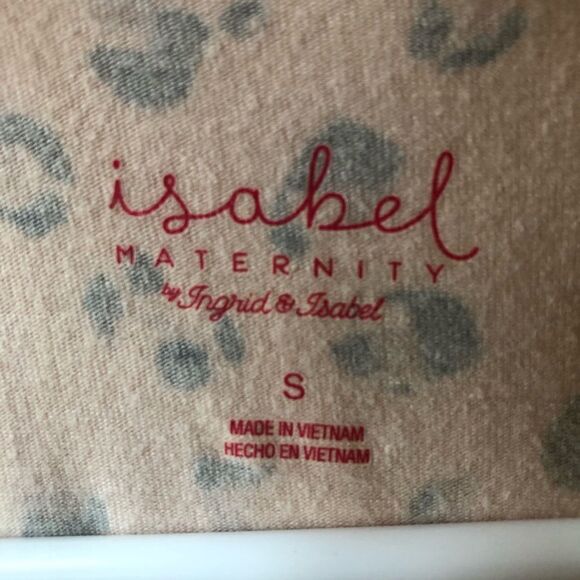 isabel
MATERNITY
by Ingrid & Isabel
S
MADE IN VIETNAM
HECHO EN VIETNAM